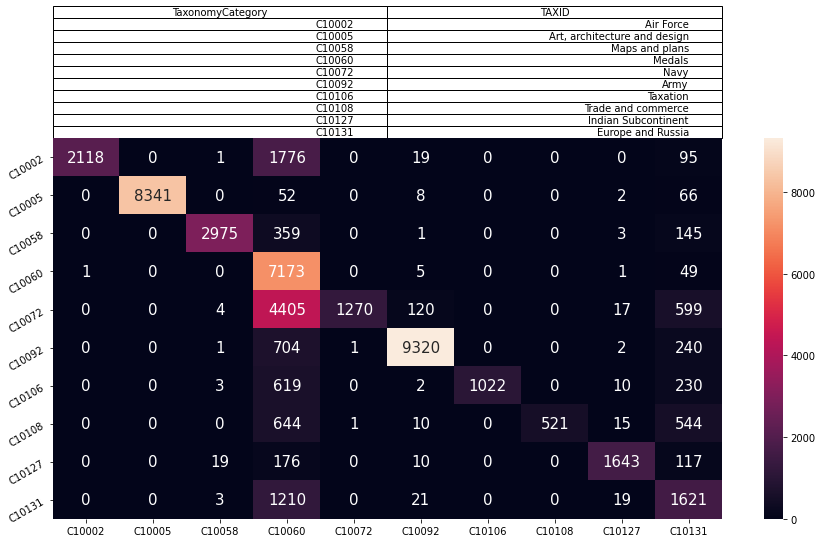 TaxonomyCategory TAXID
C10002 Air Force
C10005 Art, architecture and design
C10058 Maps and plans
C10060 Medals
C10072 Navy
C10092 Army
C10106 Taxation
C10108 Trade and commerce
C10127 Indian Subcontinent
C10131 Europe and Russia
C10002 2118 0 1 1776 0 19 0 0 0 95
C10005 0 8341 0 52 0 8 0 0 2 66
C10058 0 0 2975 359 0 1 0 0 3 145
C10060 1 0 0 7173 0 5 0 0 1 49
C10072 0 0 4 4405 1270 120 0 0 17 599
C10092 0 0 1 704 1 9320 0 0 2 240
C10106 0 0 3 619 0 2 1022 0 10 230
C10108 0 0 0 644 1 10 0 521 15 544
C10127 0 0 19 176 0 10 0 0 1643 117
C10131 0 0 3 1210 0 21 0 0 19 1621
C10002 C10005 C10058 C10060 C10072 C10092 C10106 C10108 C10127 C10131
8000
6000
4000
2000
0